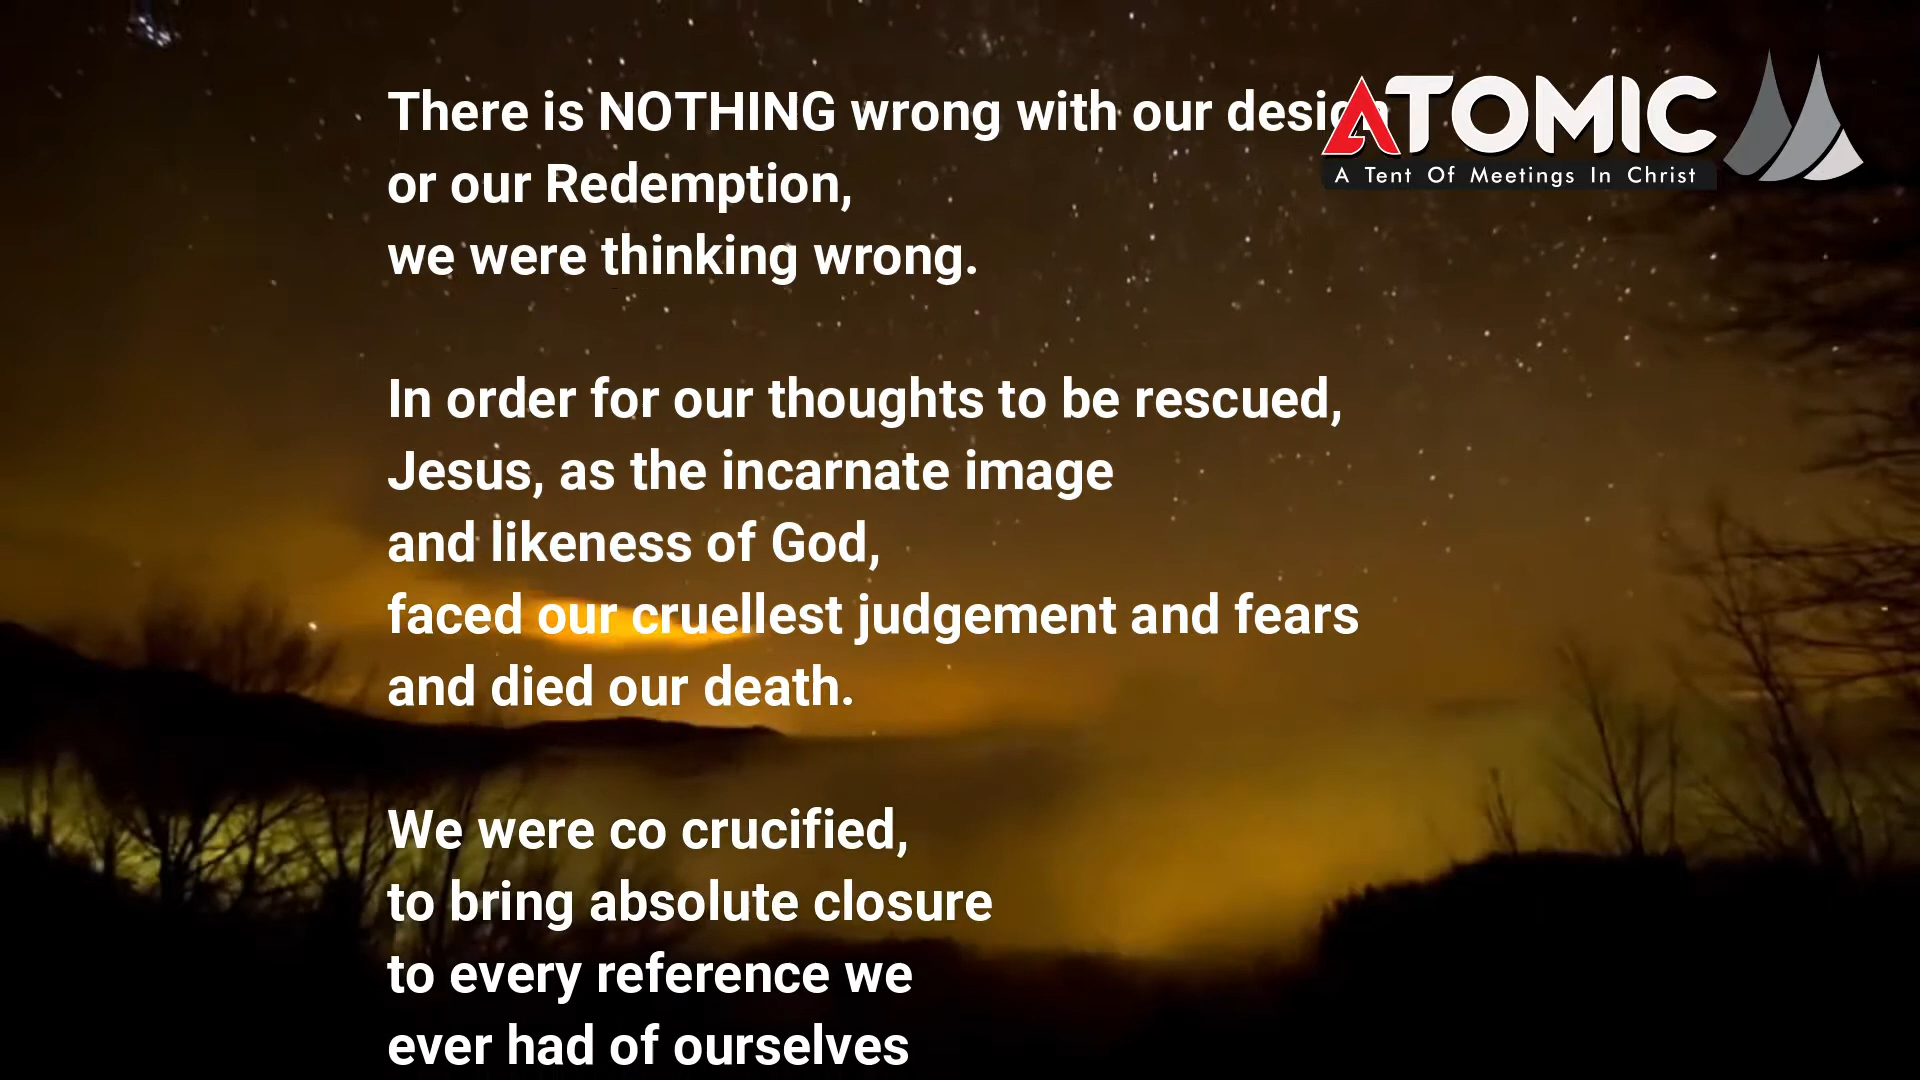 There is NOTHING wrong with our design
or our Redemption,
we were thinking wrong.
In order for our thoughts to be rescued,
Jesus, as the incarnate image
and likeness of God,
faced our cruellest judgement and fears
and died our death.
We were co crucified,
to bring absolute closure
to every reference we
ever had of ourselves
ATOMIC
A Tent Of Meetings In Christ